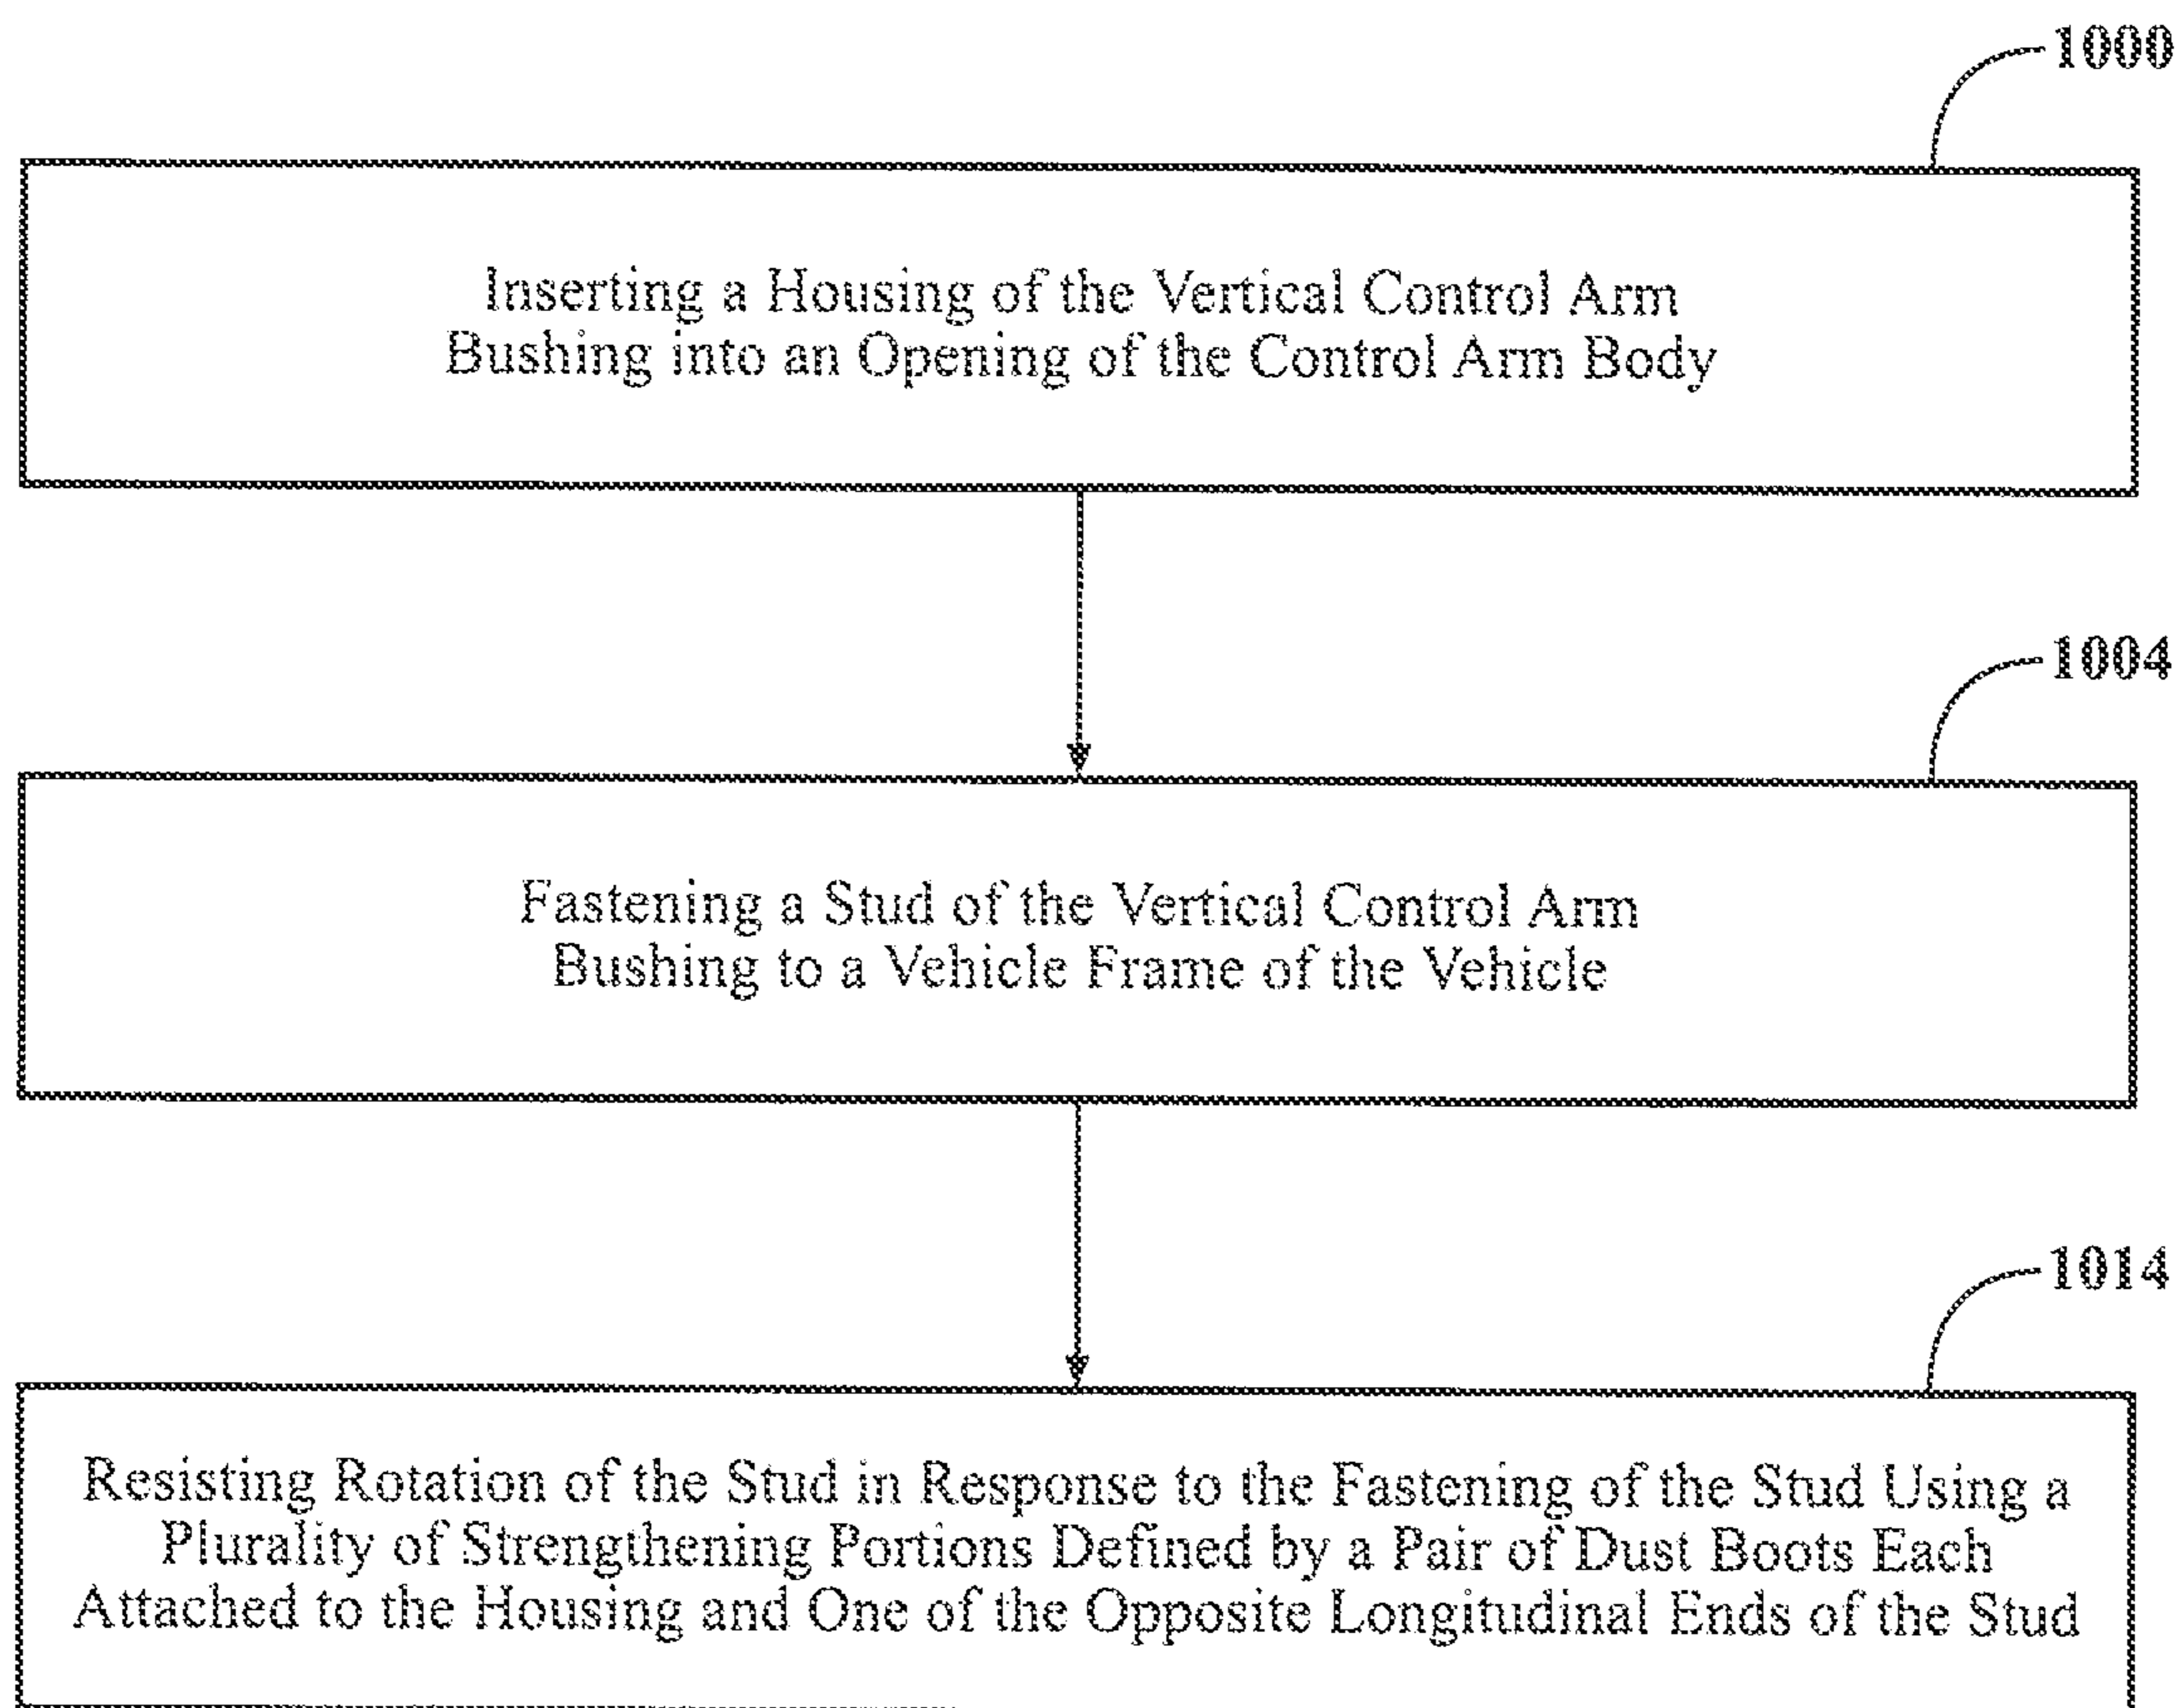 1000
Inserting a Housing of the Vertical Control Arm
Bushing into an Opening of the Control Arm Body
1004
Fastening a Stud of the Vertical Control Arm
Bushing to a Vehicle Frame of the Vehicle
1014
Resisting Rotation of the Stud in Response to the Fastening of the Stud Using a
Plurality of Strengthening Portions Defined by a Pair of Dust Boots Each
Attached to the Housing and One of the Opposite Longitudinal Ends of the Stud